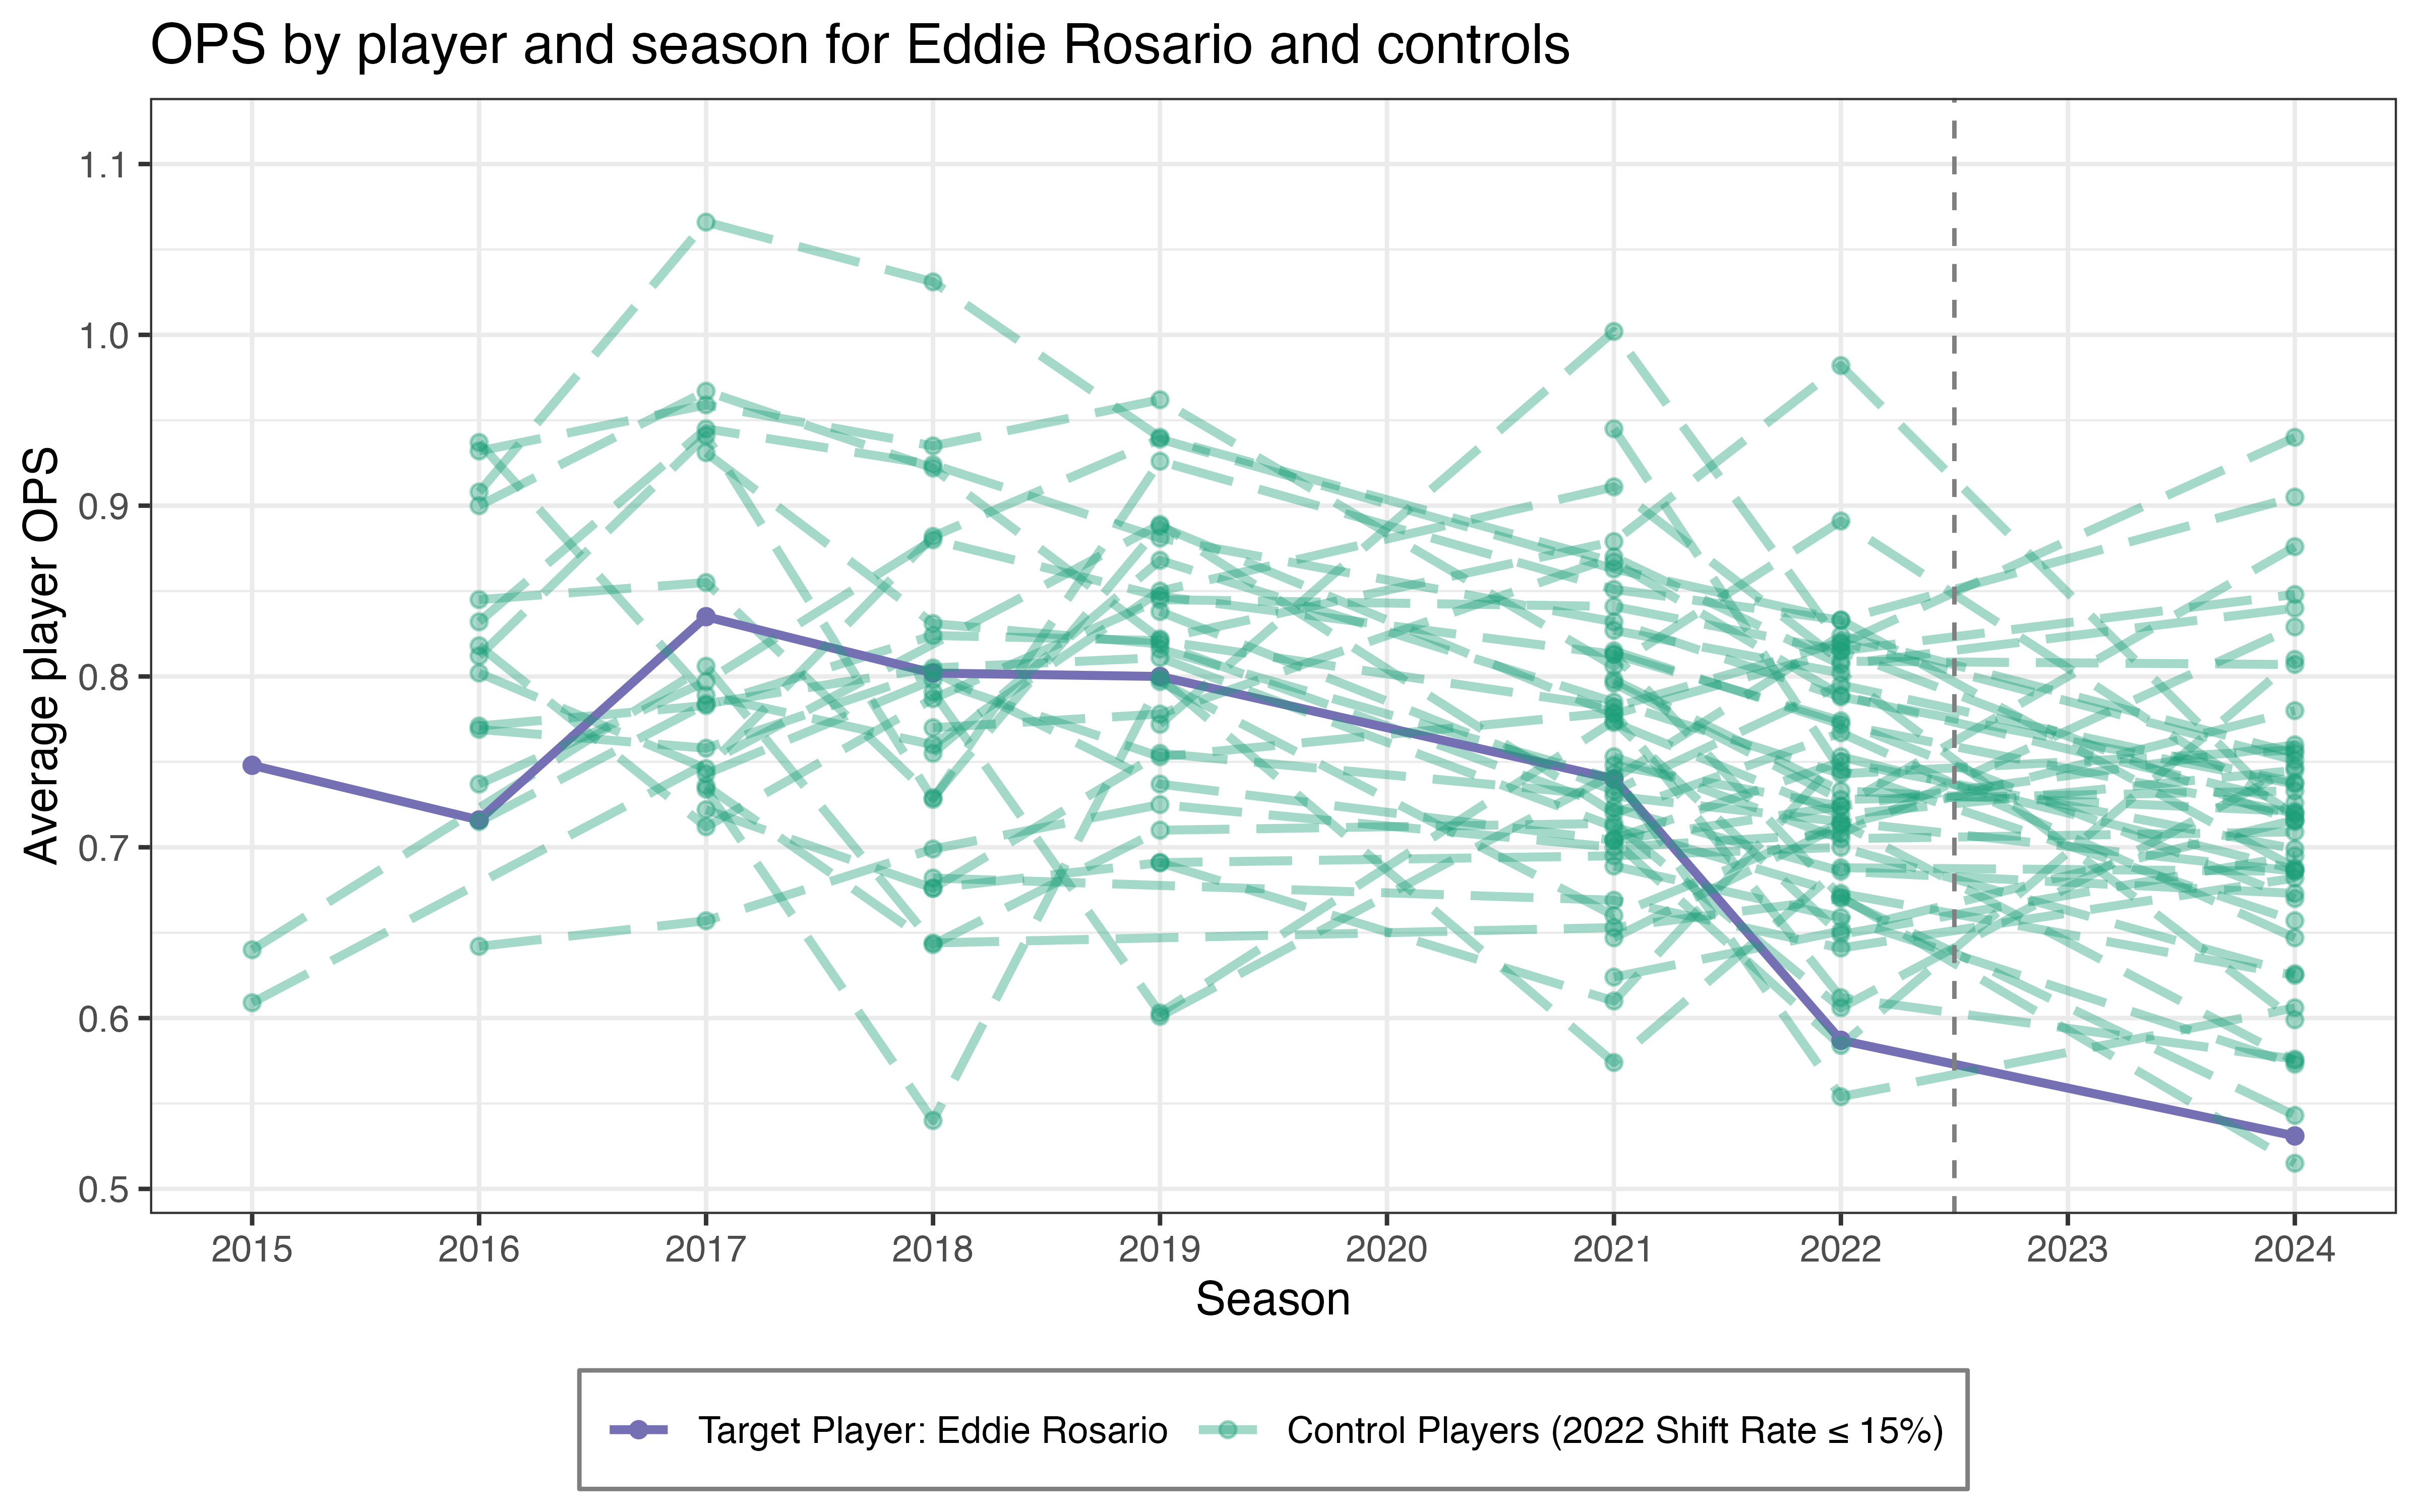 OPS by player and season for Eddie Rosario and controls
Average player OPS
1.1
1.0
0.9
0.8
0.7
0.6
0.5
2015 2016 2017 2018 2019 2020 2021 2022 2023 2024
Season
Target Player: Eddie Rosario Control Players (2022 Shift Rate ≤ 15%)